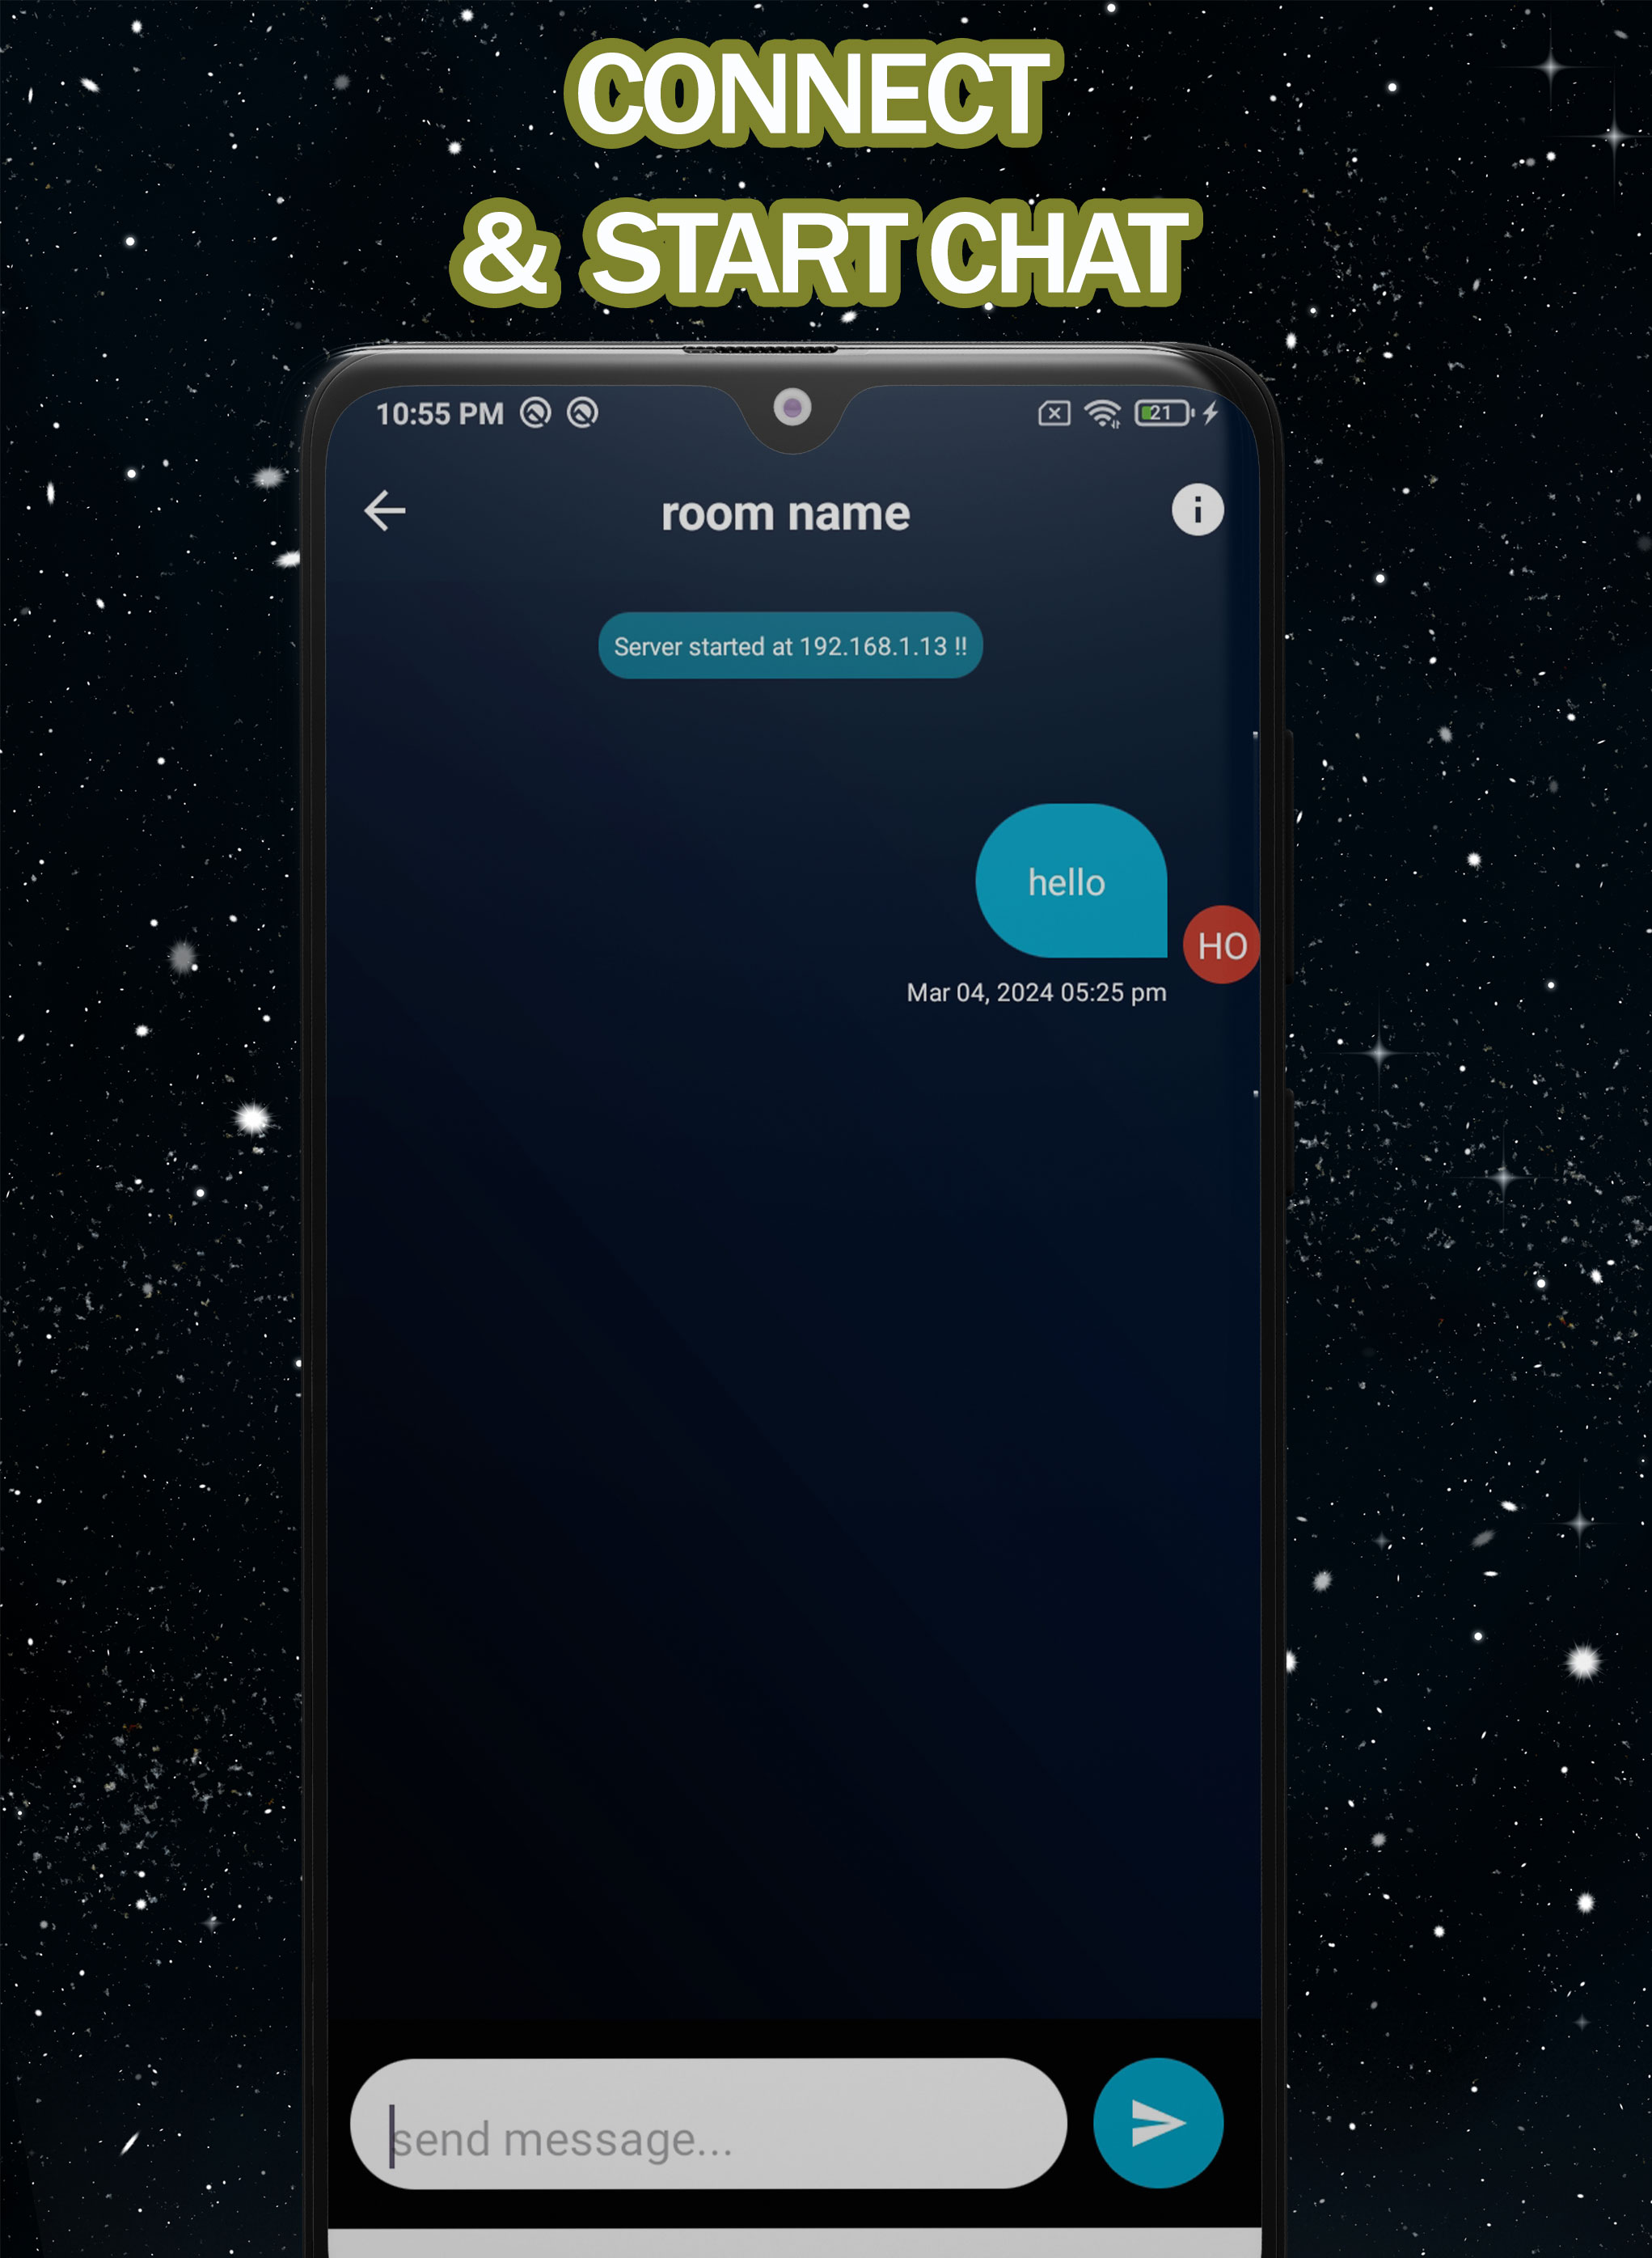 CONNECT
& START CHAT
10:55 PM
21
room name
Server started at 192.168.1.13 !!
hello
HO
Mar 04, 2024 05:25 pm
send message...